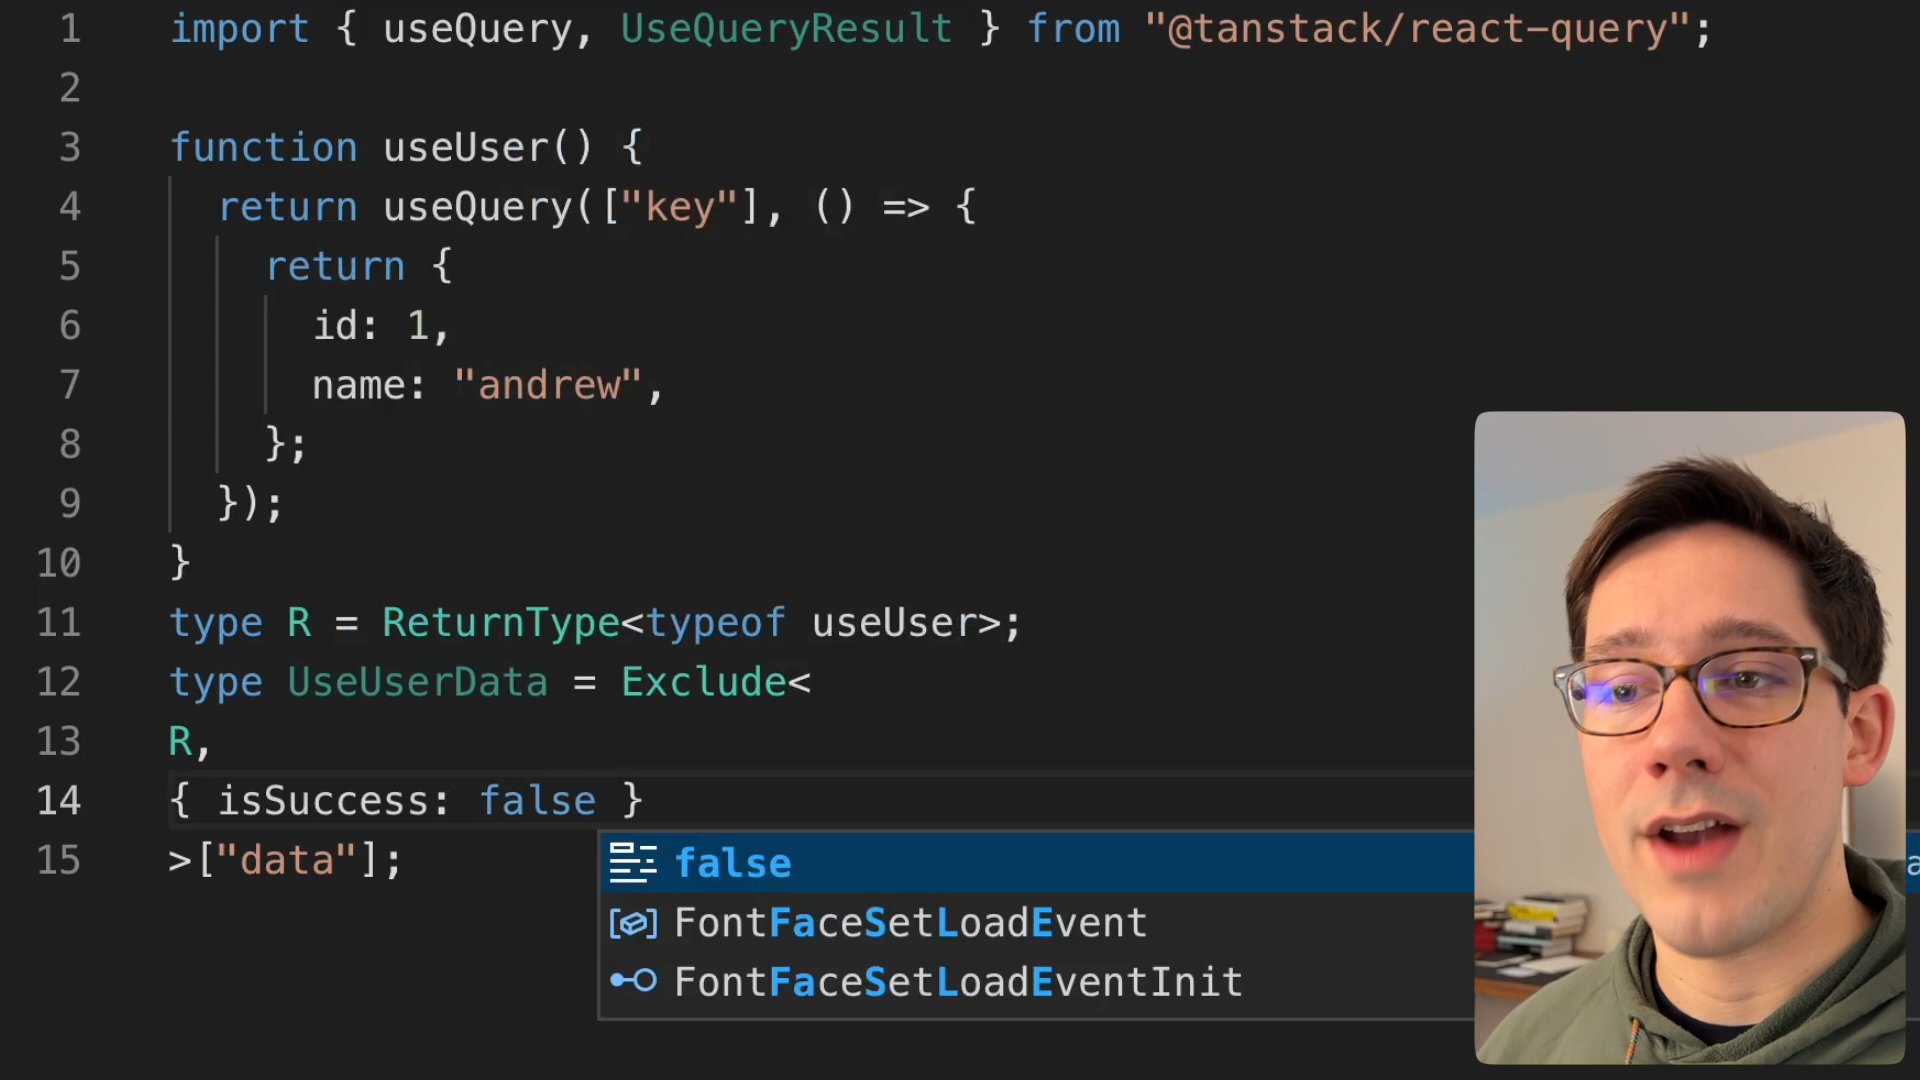 1 import { useQuery, UseQueryResult } from "@tanstack/react-query";
2
3 function useUser() {
4 return useQuery(["key"], () => {
5 return {
6 id: 1,
7 name: "andrew",
8 };
9 });
10 }
11 type R = ReturnType<typeof useUser>;
12 type UseUserData = Exclude<
13 R,
14 { isSuccess: false }
15 >["data"];
false
FontFaceSetLoadEvent
FontFaceSetLoadEventInit